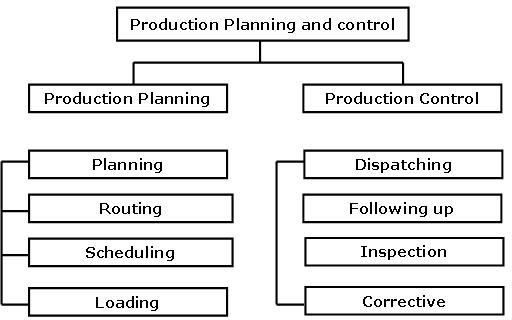 Production Planning and control
Production Planning
Production Control
Planning
Routing
Scheduling
Loading
Dispatching
Following up
Inspection
Corrective